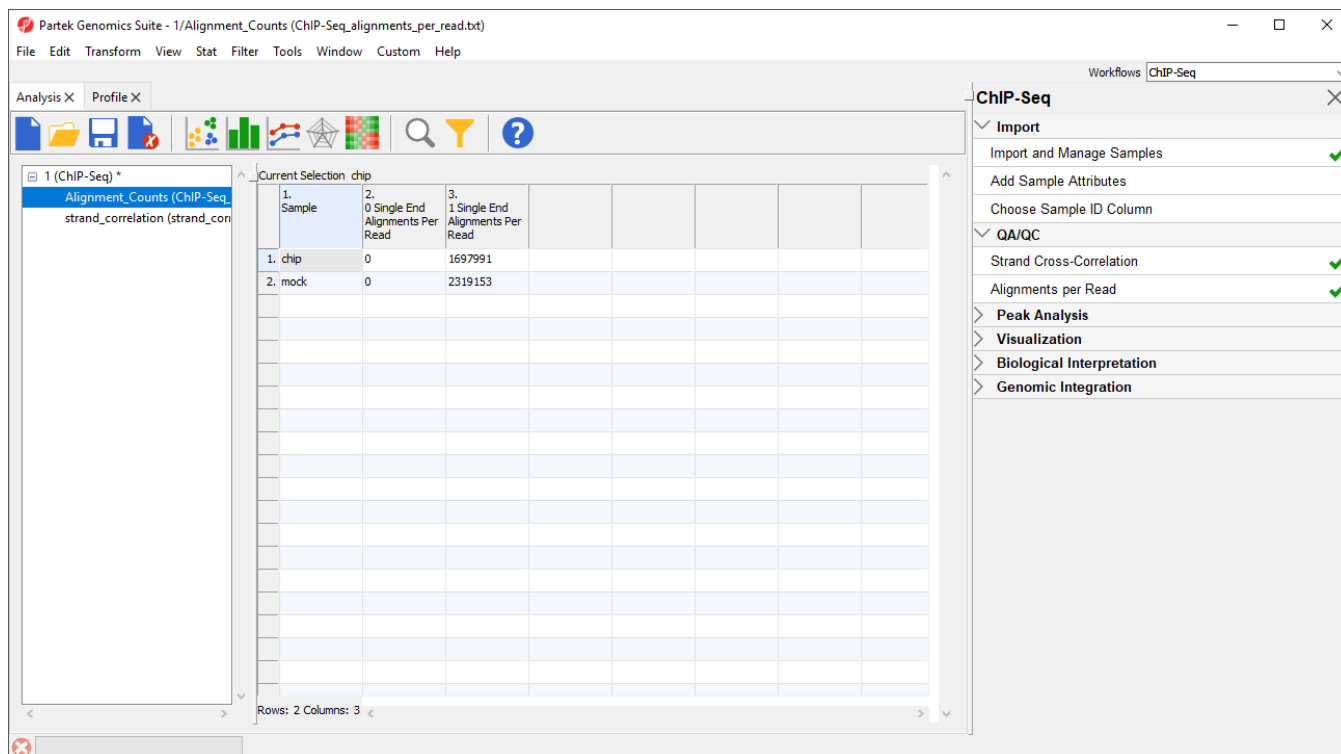 Partek Genomics Suite - 1/Alignment_Counts (ChIP-Seq_alignments_per_read.txt)
File Edit Transform View Stat Filter Tools Window Custom Help
Workflows ChIP-Seq
Analysis X Profile X
ChIP-Seq
Import
Import and Manage Samples
Add Sample Attributes
Choose Sample ID Column
QA/QC
Strand Cross-Correlation
Alignments per Read
Peak Analysis
Visualization
Biological Interpretation
Genomic Integration
?
1 (ChIP-Seq) *
Alignment_Counts (ChIP-Seq_
strand_correlation (strand_corr
Current Selection chip
1. 2. 3.
Sample 0 Single End 1 Single End
Alignments Per Alignments Per
Read Read
1. chip 0 1697991
2. mock 0 2319153
Rows: 2 Columns: 3